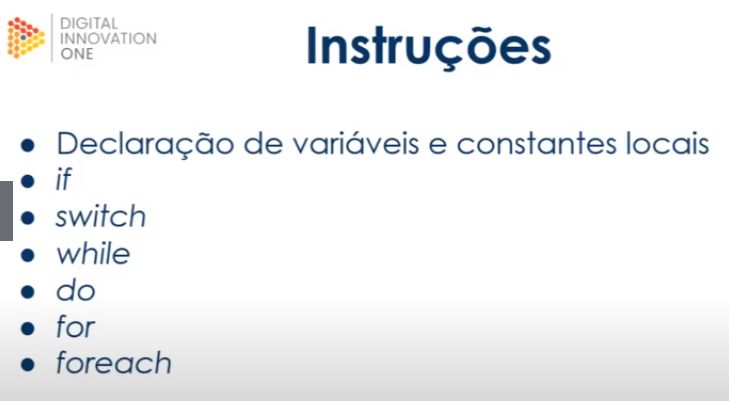 DIGITAL
INNOVATION
ONE
Instruções
● Declaração de variáveis e constantes locais
● if
● switch
● while
● do
● for
● foreach